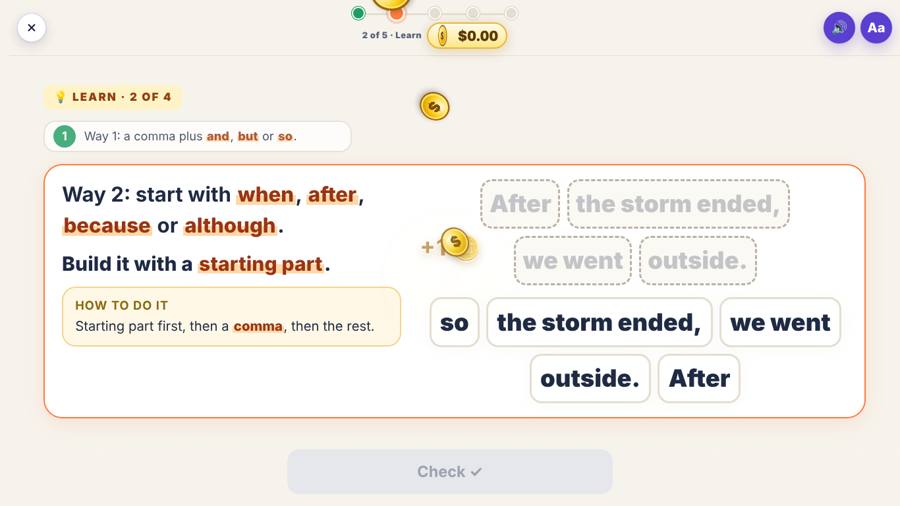 2 of 5 · Learn
$0.00
Aa
LEARN · 2 OF 4
1 Way 1: a comma plus and, but or so.
Way 2: start with when, after,
because or although.
Build it with a starting part.
HOW TO DO IT
Starting part first, then a comma, then the rest.
After the storm ended,
we went outside.
so the storm ended, we went
outside. After
Check ✓